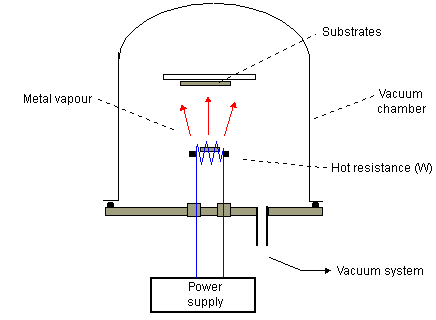 Substrates
Metal vapour
Vacuum
chamber
Hot resistance (W)
Vacuum system
Power
supply